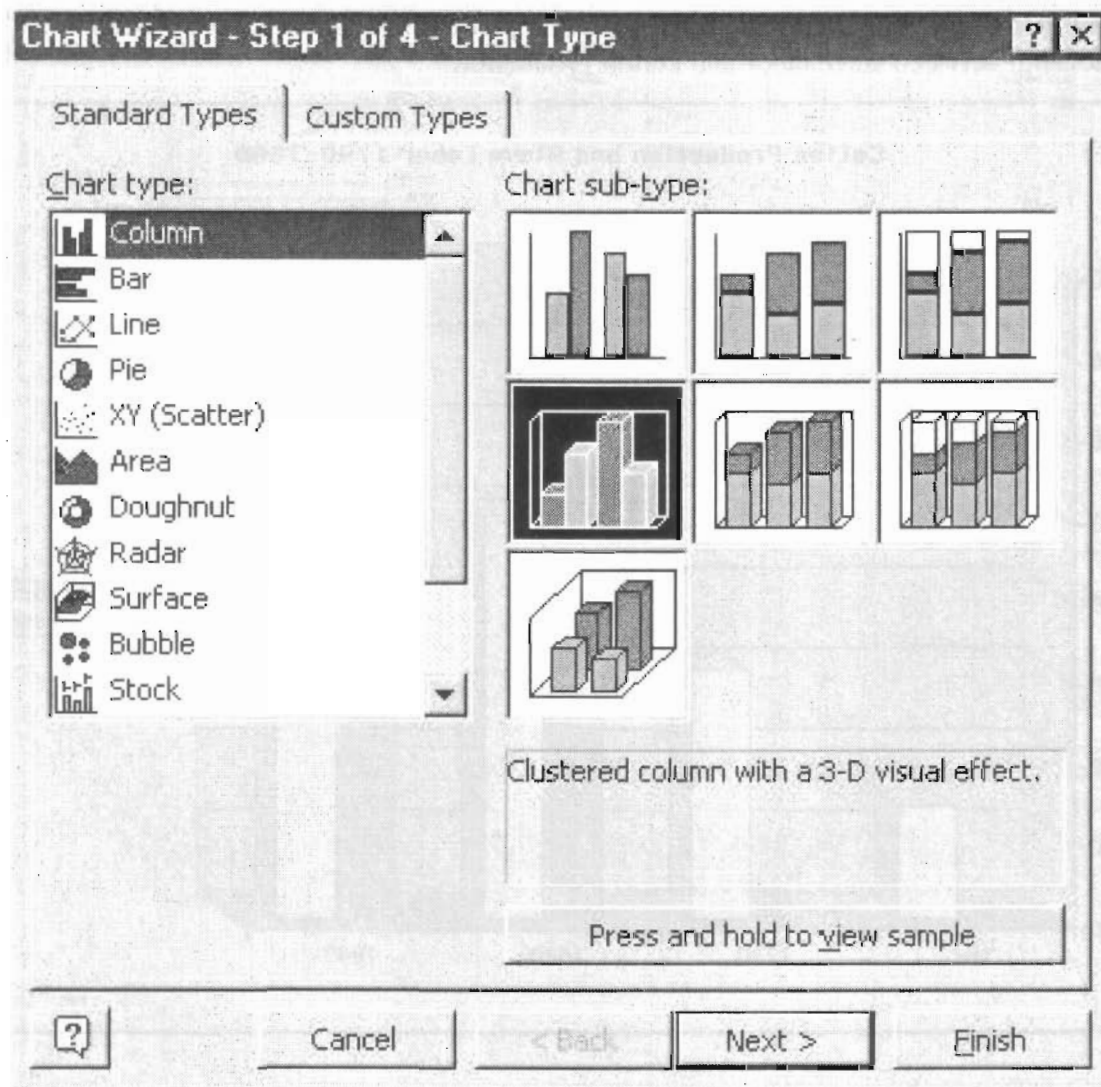 Chart Wizard - Step 1 of 4 - Chart Type
Standard Types
Custom Types
Chart type:
Column
Bar
Line
Pie
XY (Scatter)
Area
Doughnut
Radar
Surface
Bubble
Stock
Chart sub-type:
Clustered column with a 3-D visual effect.
Press and hold to view sample
Cancel
< Back
Next >
Finish